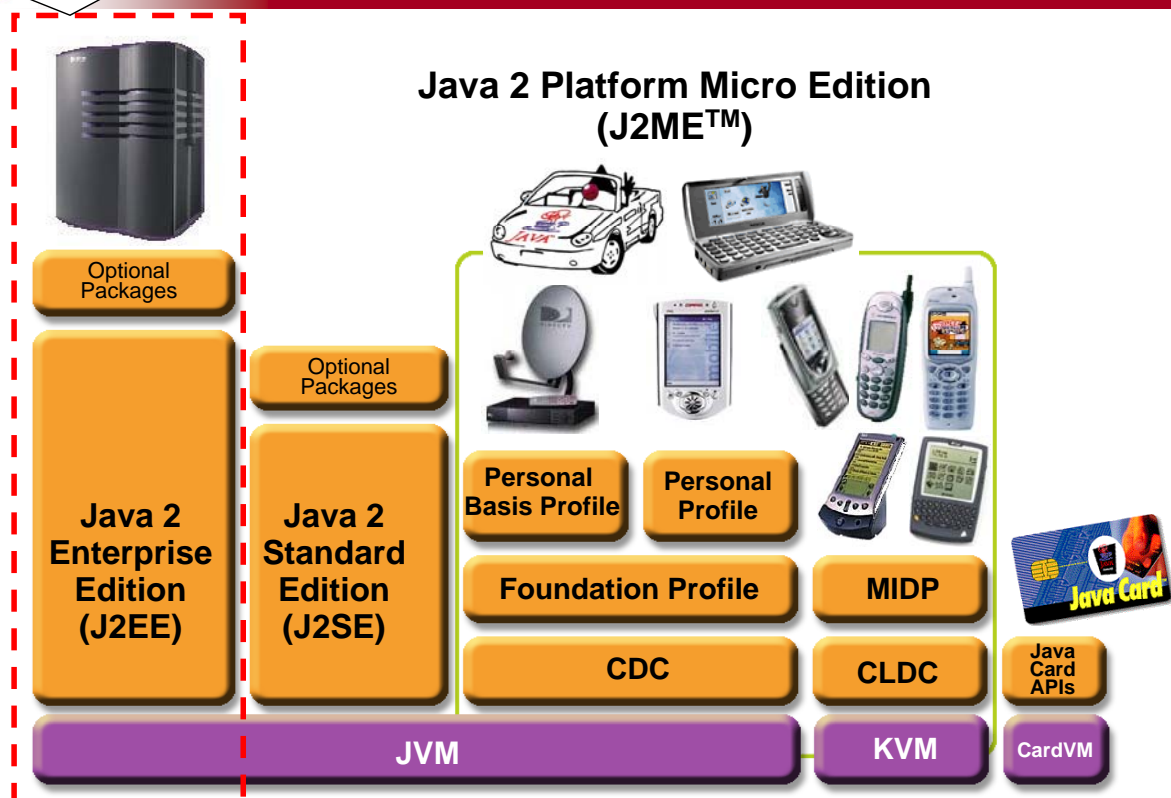 Java 2 Platform Micro Edition
(J2ME™)
JAVA
DIRECTV
Optional
Packages
Optional
Packages
Java 2
Enterprise
Edition
(J2EE)
Java 2
Standard
Edition
(J2SE)
Personal
Basis Profile
Personal
Profile
Foundation Profile
MIDP
CDC
CLDC
Java Card
Java
Card
APIs
JVM
KVM
CardVM